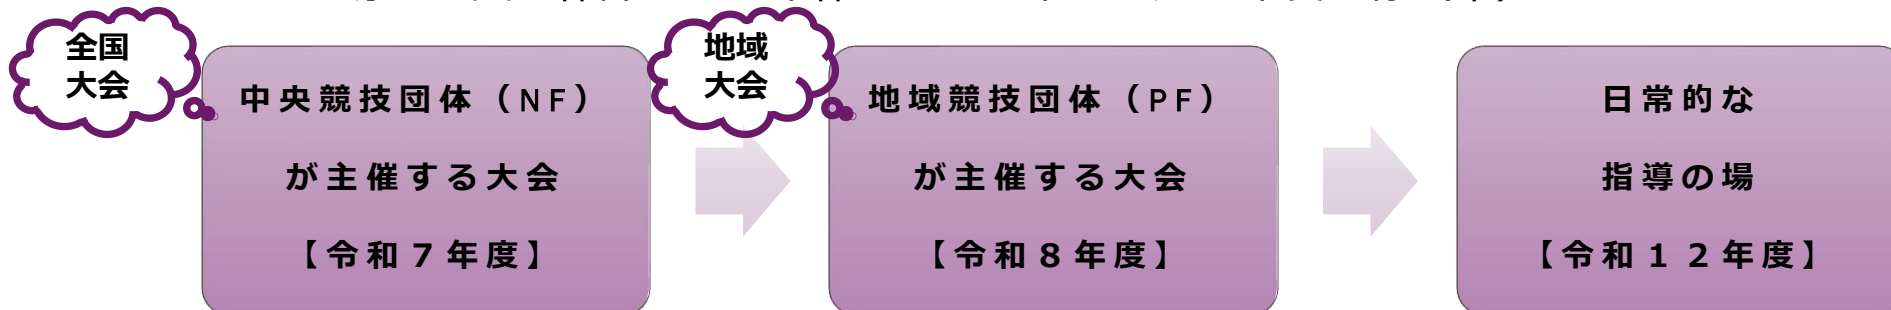 全国
大会
中央競技団体（NF）
が主催する大会
【令和７年度】
地域
大会
地域競技団体（PF）
が主催する大会
【令和８年度】
日常的な
指導の場
【令和１２年度】